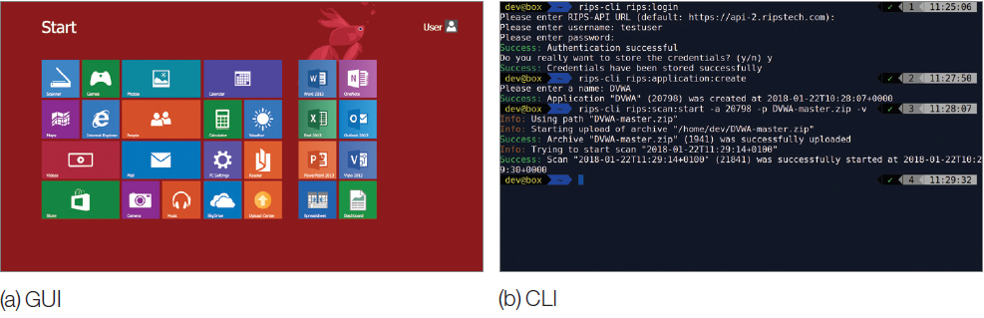 Start
User
Scanner
Games
Photos
Calendar
Word 2013
OneNote
Maps
Internet Explorer
People
Calculator
Weather
Excel 2013
Outlook 2013
Videos
Mail
PC Settings
Reader
PowerPoint 2013
Visio 2013
Store
Camera
Music
SkyDrive
Upload Center
Spreadsheet
Dashboard
(a) GUI
dev@box ~ rips-cli rips:login ✓ 1 11:25:06
Please enter RIPS-API URL (default: https://api-2.ripstech.com):
Please enter username: testuser
Please enter password:
Success: Authentication successful
Do you really want to store the credentials? (y/n) y
Success: Credentials have been stored successfully
dev@box ~ rips-cli rips:application:create ✓ 2 11:27:50
Please enter a name: DVWA
Success: Application "DVWA" (20798) was created at 2018-01-22T10:28:07+0000
dev@box ~ rips-cli rips:scan:start -a 20798 -p DVWA-master.zip -v ✓ 3 11:28:07
Info: Using path "DVWA-master.zip"
Info: Starting upload of archive "/home/dev/DVWA-master.zip"
Success: Archive "DVWA-master.zip" (1941) was successfully uploaded
Info: Trying to start scan "2018-01-22T11:29:14+0100"
Success: Scan "2018-01-22T11:29:14+0100" (21841) was successfully started at 2018-01-22T10:2
9:30+0000
dev@box ~ ✓ 4 11:29:32
(b) CLI